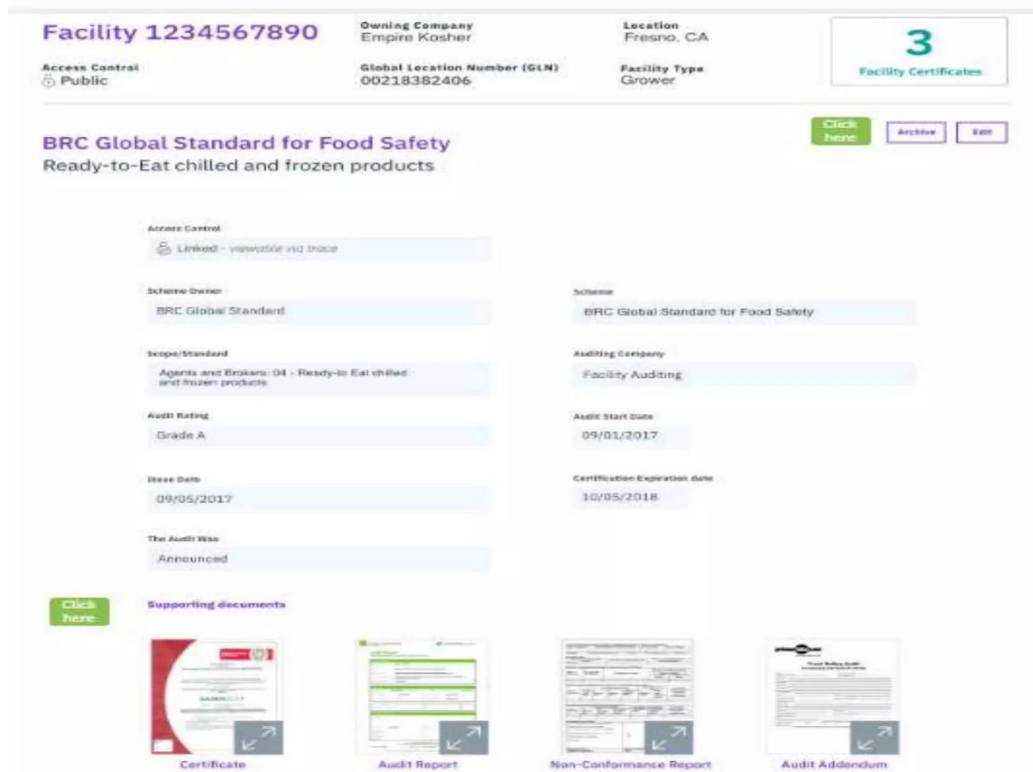 Facility 1234567890
Owning Company
Empire Kosher
Location
Fresno, CA
3
Facility Certificates
Access Control
Public
Global Location Number (GLN)
00218382406
Facility Type
Grower
BRC Global Standard for Food Safety
Ready-to-Eat chilled and frozen products
Click
here
Archive
Edit
Access Control
Linked - viewable via trace
Scheme Owner
BRC Global Standard
Scheme
BRC Global Standard for Food Safety
Scope/Standard
Agents and Brokers: 04 - Ready-to Eat chilled
and frozen products
Auditing Company
Facility Auditing
Audit Rating
Grade A
Audit Start Date
09/01/2017
Issue Date
09/05/2017
Certification Expiration date
10/05/2018
The Audit Was
Announced
Click
here
Supporting documents
Food Safety Audit
Certificate
Audit Report
Non-Conformance Report
Audit Addendum